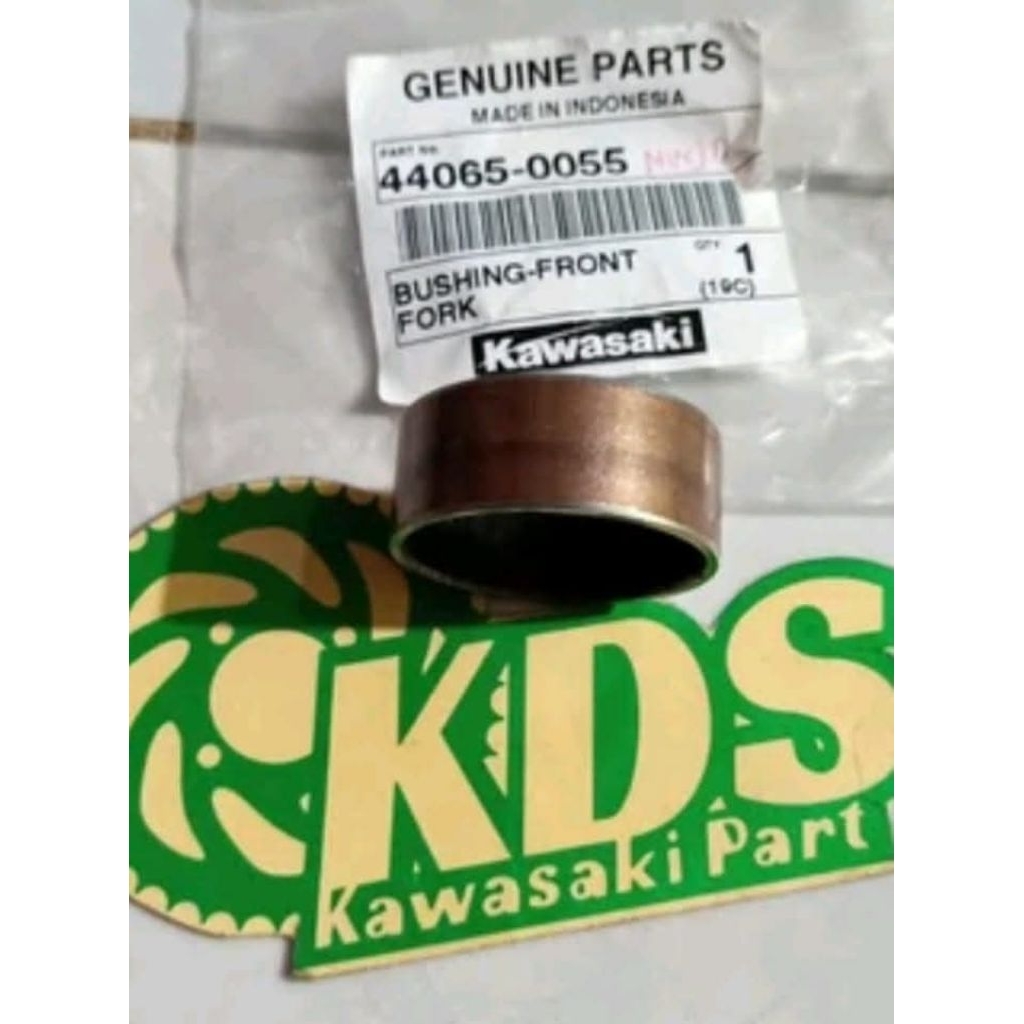 GENUINE PARTS
MADE IN INDONESIA
PART No.
44065-0055
BUSHING-FRONT
FORK
QTY
1
(19C)
Kawasaki
KDS
Kawasaki Part